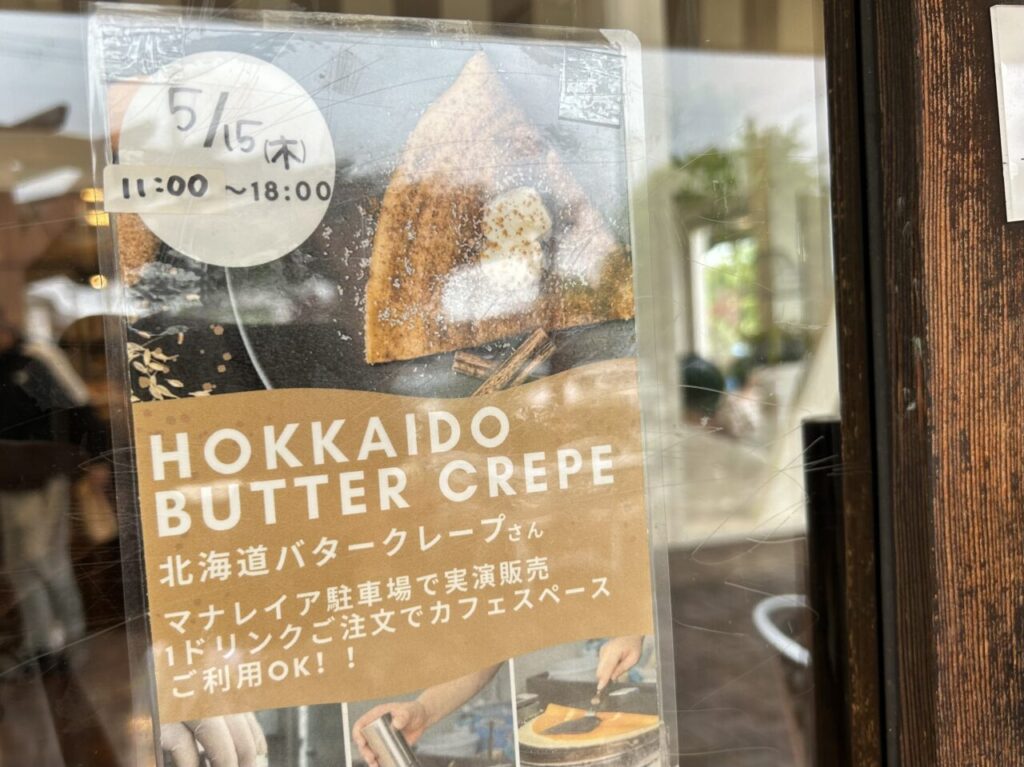 5/15(木)
11:00 〜18:00
HOKKAIDO
BUTTER CREPE
北海道バタークレープさん
マナレイア駐車場で実演販売
1ドリンクご注文でカフェスペース
ご利用OK！！